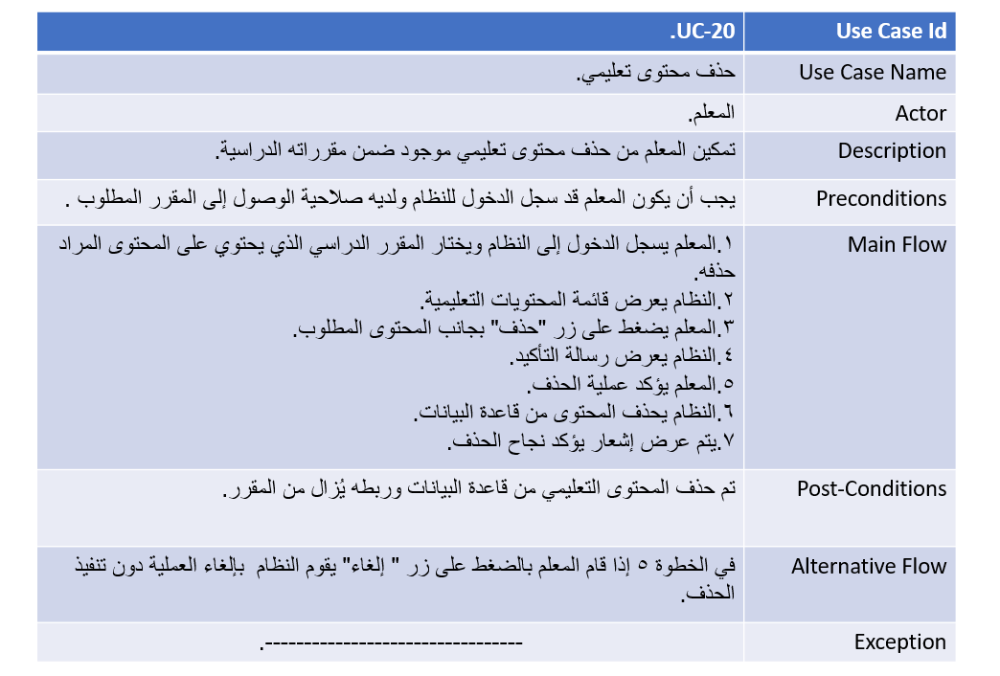 Use Case Id
UC-20.
Use Case Name
حذف محتوى تعليمي.
Actor
المعلم.
Description
تمكين المعلم من حذف محتوى تعليمي موجود ضمن مقرراته الدراسية.
Preconditions
يجب أن يكون المعلم قد سجل الدخول للنظام ولديه صلاحية الوصول إلى المقرر المطلوب .
Main Flow
١.المعلم يسجل الدخول إلى النظام ويختار المقرر الدراسي الذي يحتوي على المحتوى المراد
حذفه.
٢.النظام يعرض قائمة المحتويات التعليمية.
٣.المعلم يضغط على زر "حذف" بجانب المحتوى المطلوب.
٤.النظام يعرض رسالة التأكيد.
٥.المعلم يؤكد عملية الحذف.
٦.النظام يحذف المحتوى من قاعدة البيانات.
٧.يتم عرض إشعار يؤكد نجاح الحذف.
Post-Conditions
تم حذف المحتوى التعليمي من قاعدة البيانات وربطه يُزال من المقرر.
Alternative Flow
في الخطوة ٥ إذا قام المعلم بالضغط على زر " إلغاء" يقوم النظام  بإلغاء العملية دون تنفيذ
الحذف.
Exception
---------------------------------.